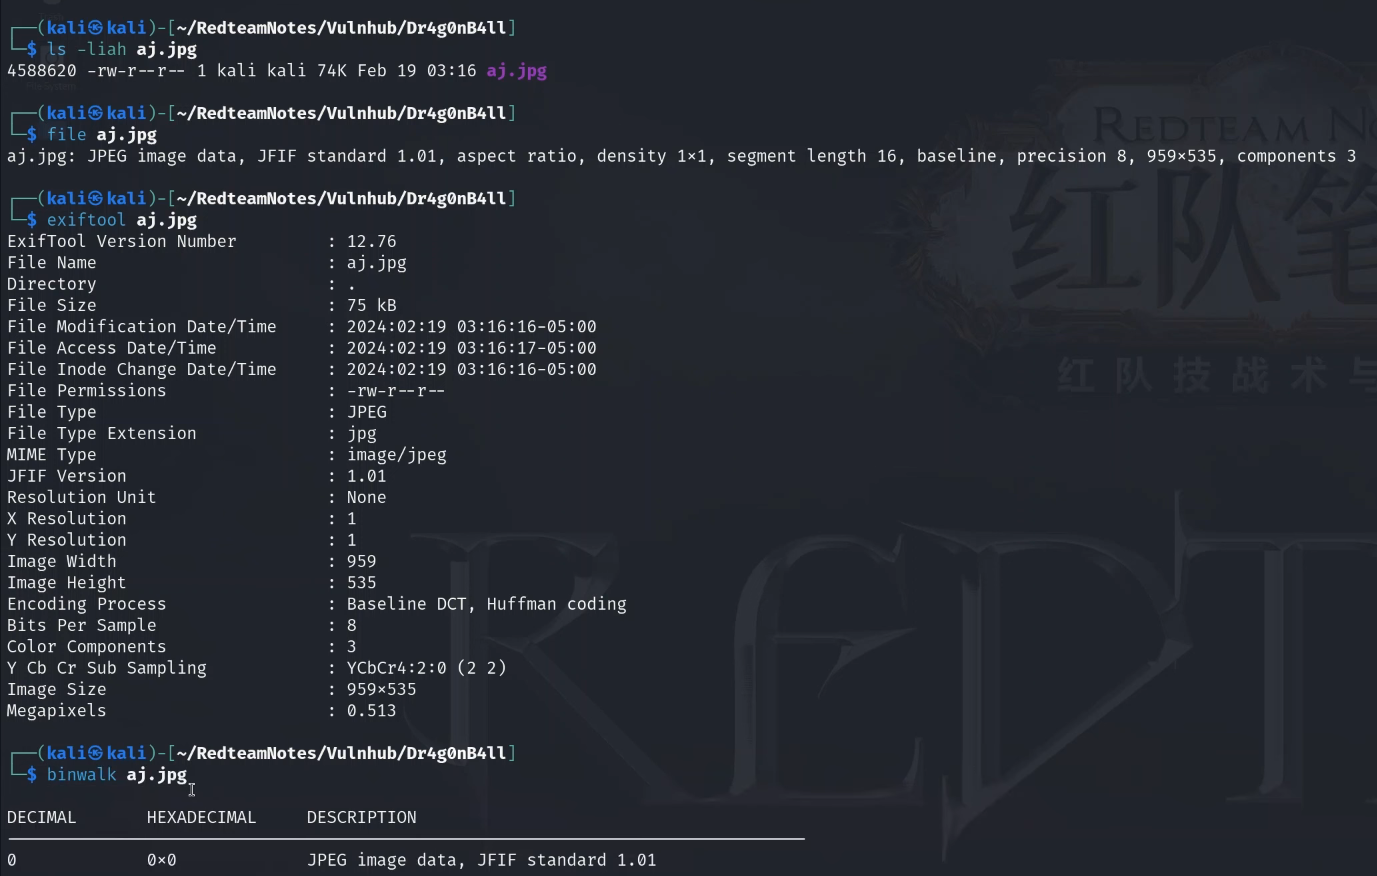 ┌──(kali㉿kali)-[~/RedteamNotes/Vulnhub/Dr4g0nB4ll]
└─$ ls -liah aj.jpg
4588620 -rw-r--r-- 1 kali kali 74K Feb 19 03:16 aj.jpg
┌──(kali㉿kali)-[~/RedteamNotes/Vulnhub/Dr4g0nB4ll]
└─$ file aj.jpg
aj.jpg: JPEG image data, JFIF standard 1.01, aspect ratio, density 1×1, segment length 16, baseline, precision 8, 959×535, components 3
┌──(kali㉿kali)-[~/RedteamNotes/Vulnhub/Dr4g0nB4ll]
└─$ exiftool aj.jpg
ExifTool Version Number : 12.76
File Name : aj.jpg
Directory : .
File Size : 75 kB
File Modification Date/Time : 2024:02:19 03:16:16-05:00
File Access Date/Time : 2024:02:19 03:16:17-05:00
File Inode Change Date/Time : 2024:02:19 03:16:16-05:00
File Permissions : -rw-r--r--
File Type : JPEG
File Type Extension : jpg
MIME Type : image/jpeg
JFIF Version : 1.01
Resolution Unit : None
X Resolution : 1
Y Resolution : 1
Image Width : 959
Image Height : 535
Encoding Process : Baseline DCT, Huffman coding
Bits Per Sample : 8
Color Components : 3
Y Cb Cr Sub Sampling : YCbCr4:2:0 (2 2)
Image Size : 959×535
Megapixels : 0.513
┌──(kali㉿kali)-[~/RedteamNotes/Vulnhub/Dr4g0nB4ll]
└─$ binwalk aj.jpg
DECIMAL HEXADECIMAL DESCRIPTION
0 0×0 JPEG image data, JFIF standard 1.01
REDTEAM NO
红队笔
红队技战术与
REDT